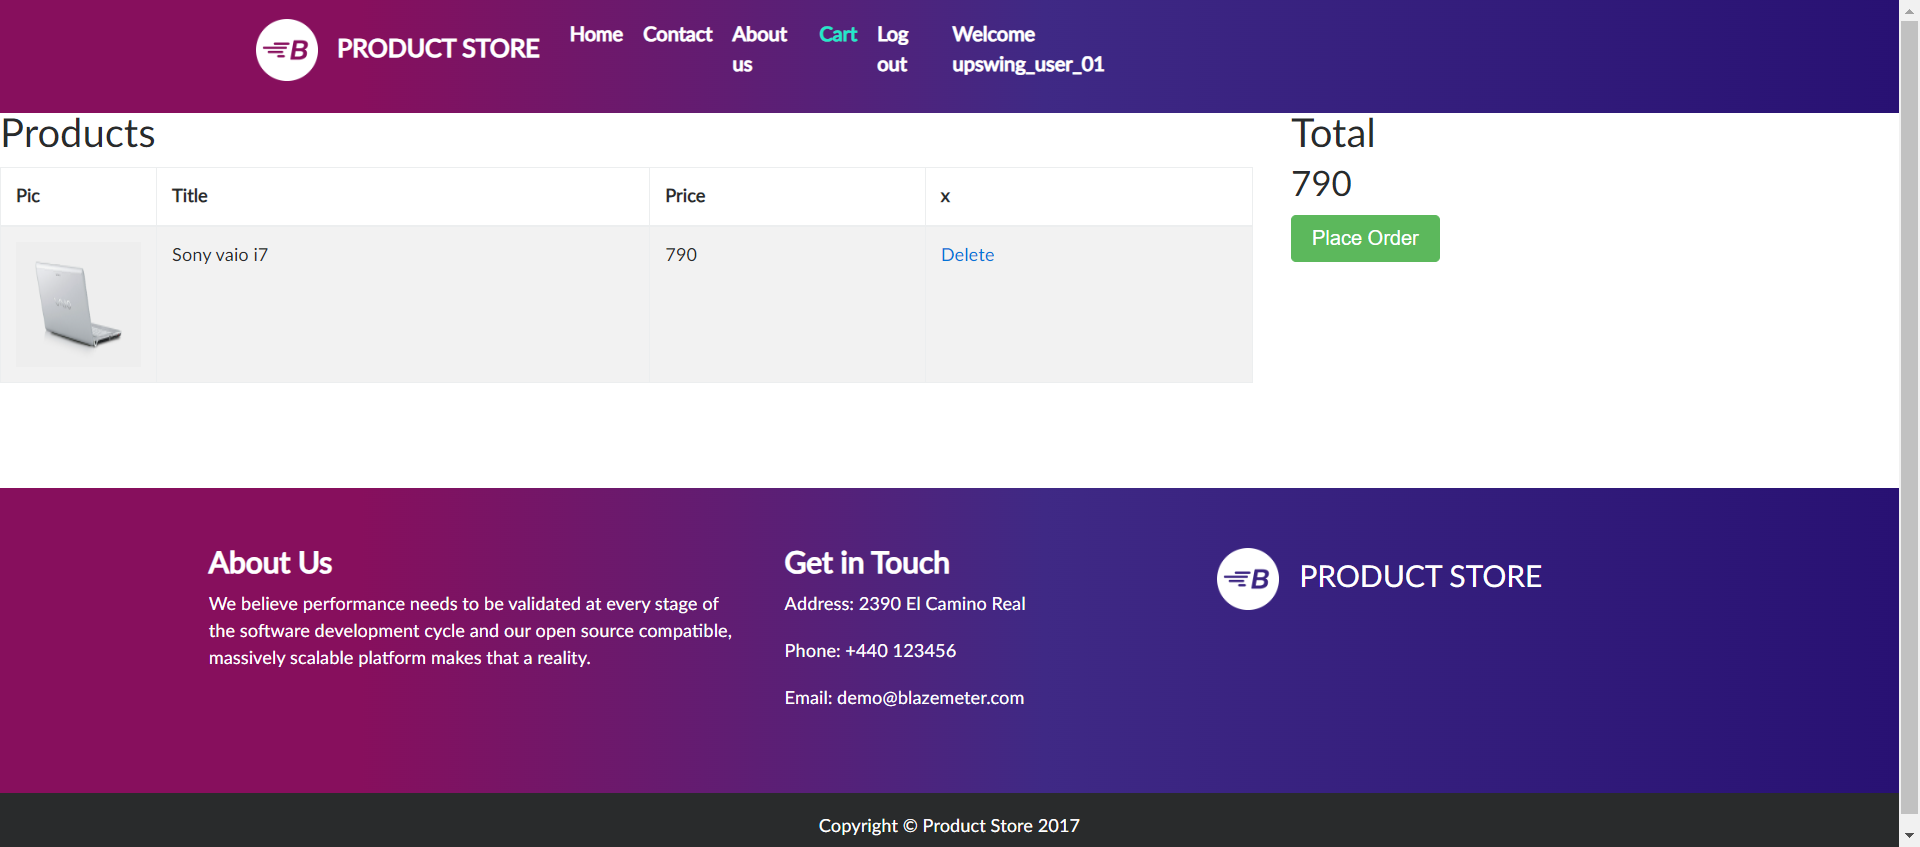 B PRODUCT STORE Home Contact About us Cart Log out Welcome upswing_user_01
Products
Total
790
Place Order
Pic Title Price x
VAIO
Sony vaio i7 790 Delete
About Us
We believe performance needs to be validated at every stage of
the software development cycle and our open source compatible,
massively scalable platform makes that a reality.
Get in Touch
Address: 2390 El Camino Real
Phone: +440 123456
Email: demo@blazemeter.com
B PRODUCT STORE
Copyright © Product Store 2017